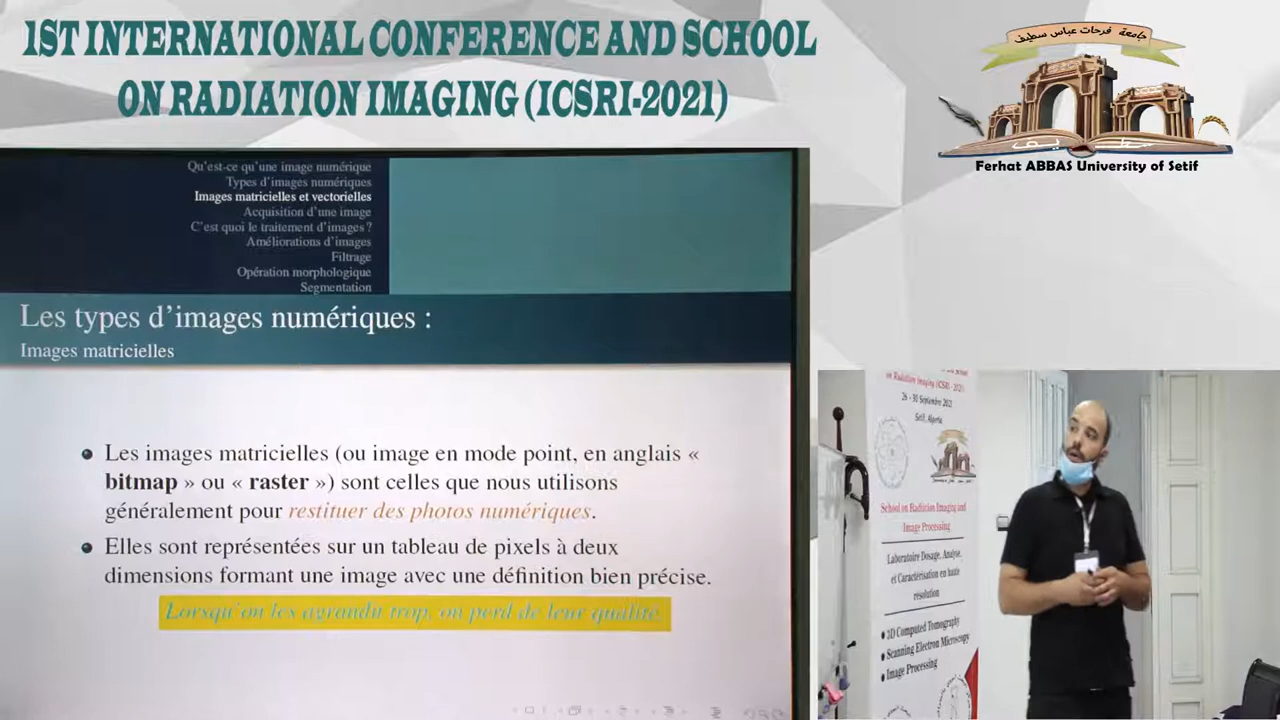 1ST INTERNATIONAL CONFERENCE AND SCHOOL
ON RADIATION IMAGING (ICSRI-2021)
جامعة فرحات عباس سطيف
Ferhat ABBAS University of Setif
Qu'est-ce qu'une image numérique
Types d'images numériques
Images matricielles et vectorielles
Acquisition d'une image
C'est quoi le traitement d'images ?
Améliorations d'images
Filtrage
Opération morphologique
Segmentation
Les types d'images numériques :
Images matricielles
Les images matricielles (ou image en mode point, en anglais «
bitmap » ou « raster ») sont celles que nous utilisons
généralement pour restituer des photos numériques.
Elles sont représentées sur un tableau de pixels à deux
dimensions formant une image avec une définition bien précise.
Lorsqu'on les agrandu trop, on perd de leur qualité.
on Radiation Imaging (ICSRI - 2021)
26 - 30 Septembre 2021
Setif, Algeria
School on Radiation Imaging and
Image Processing
Laboratoire Dosage, Analyse,
et Caractérisation en haute
résolution
3D Computed Tomography
Scanning Electron Microscopy
Image Processing